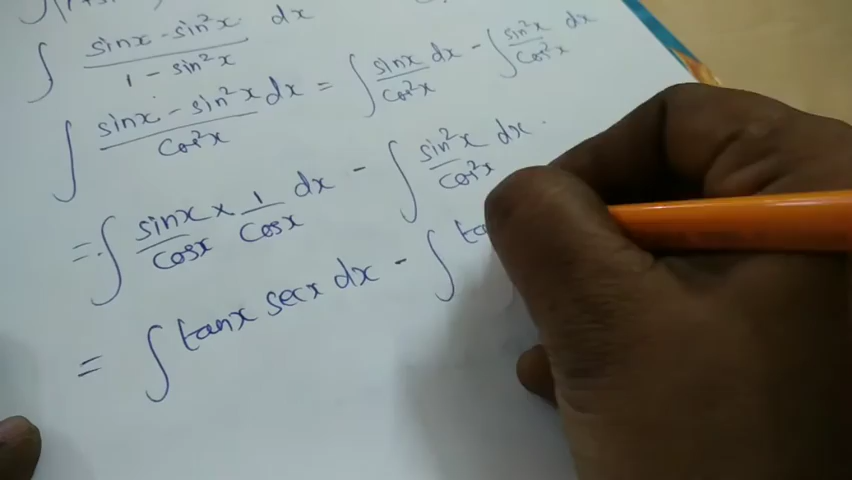 ∫ (sinx - sin²x)/(1 - sin²x) dx
∫ (sinx - sin²x)/(cos²x) dx = ∫ sinx/cos²x dx - ∫ sin²x/cos²x dx
= ∫ sinx/cosx × 1/cosx dx - ∫ sin²x/cos²x dx.
= ∫ tanx secx dx - ∫